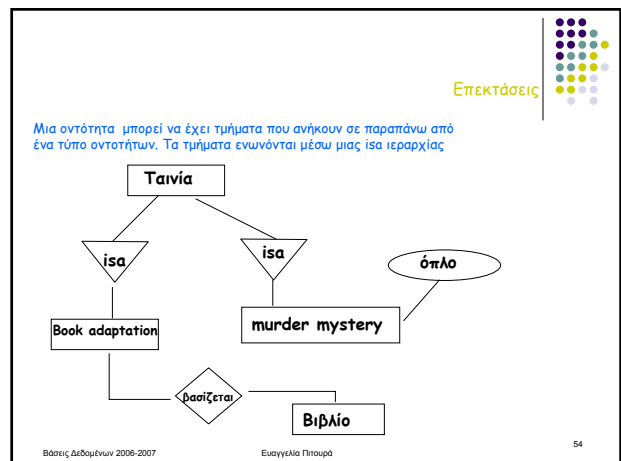 Επεκτάσεις
Μια οντότητα μπορεί να έχει τμήματα που ανήκουν σε παραπάνω από
ένα τύπο οντοτήτων. Τα τμήματα ενωνόνται μέσω μιας isa ιεραρχίας
Ταινία
isa
isa
όπλο
Book adaptation
murder mystery
βασίζεται
Βιβλίο
Βάσεις Δεδομένων 2006-2007
Ευαγγελία Πιτουρά
54